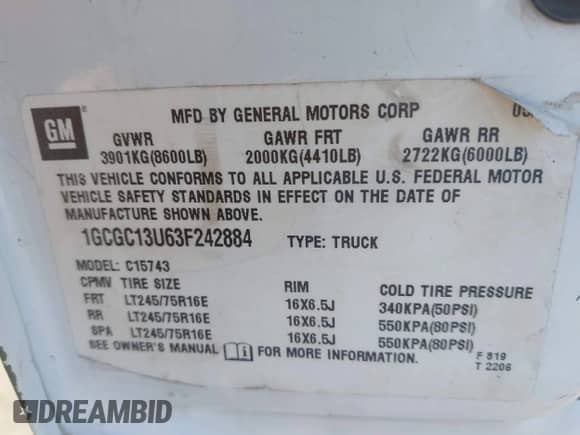 GM ®
MFD BY GENERAL MOTORS CORP
GVWR GAWR FRT GAWR RR
3901KG(8600LB) 2000KG(4410LB) 2722KG(6000LB)
THIS VEHICLE CONFORMS TO ALL APPLICABLE U.S. FEDERAL MOTOR
VEHICLE SAFETY STANDARDS IN EFFECT ON THE DATE OF
MANUFACTURE SHOWN ABOVE.
1GCGC13U63F242884 TYPE: TRUCK
MODEL: C15743
CPMV TIRE SIZE RIM COLD TIRE PRESSURE
FRT LT245/75R16E 16X6.5J 340KPA(50PSI)
RR LT245/75R16E 16X6.5J 550KPA(80PSI)
SPA LT245/75R16E 16X6.5J 550KPA(80PSI)
SEE OWNER'S MANUAL i FOR MORE INFORMATION.
F 819
T 2206
DREAMBID